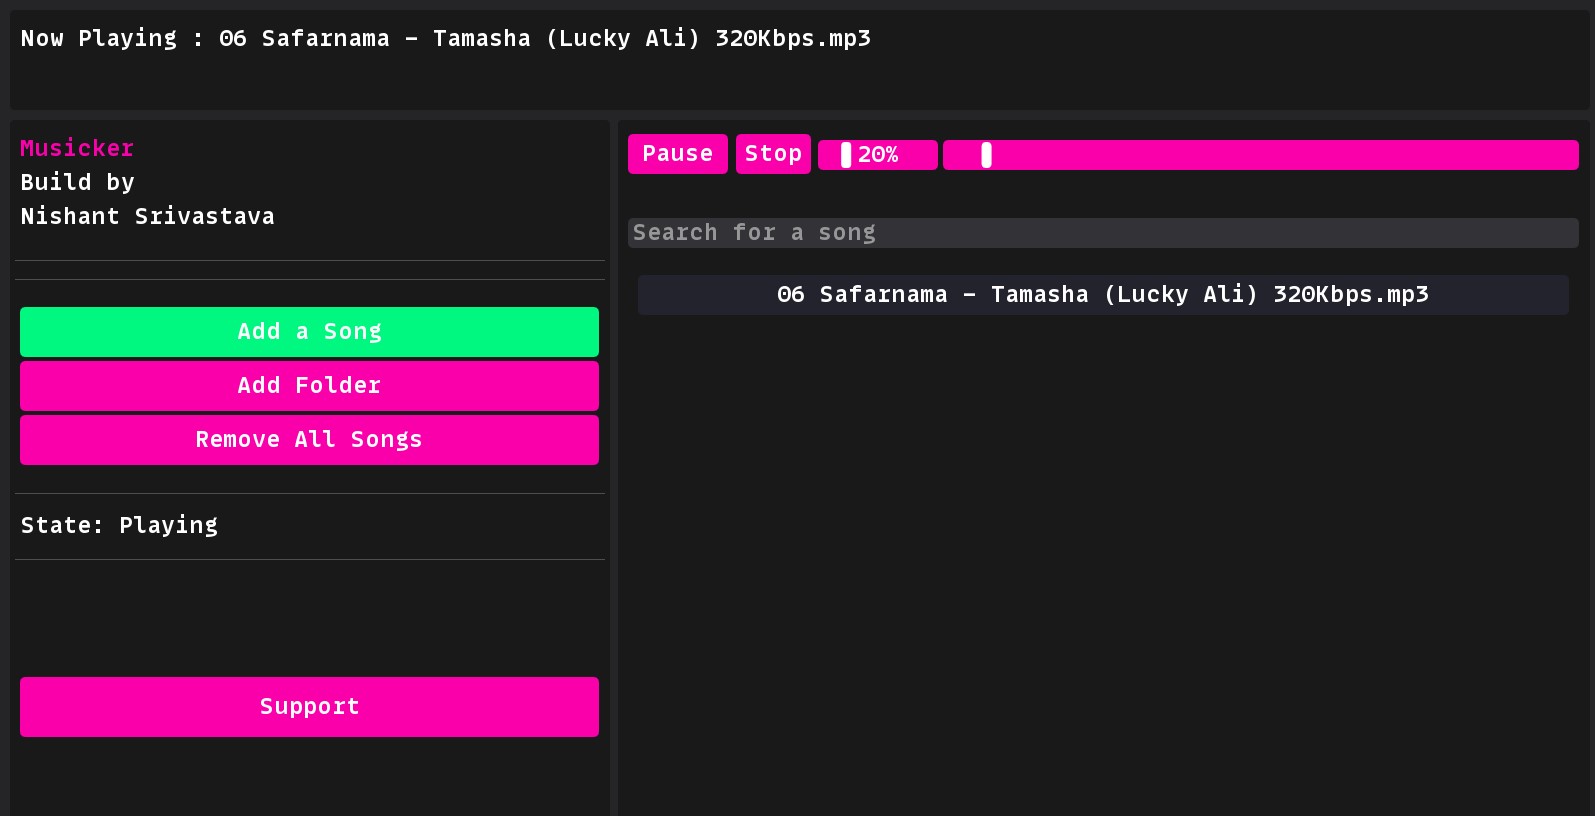 Now Playing : 06 Safarnama - Tamasha (Lucky Ali) 320Kbps.mp3
Musicker
Build by
Nishant Srivastava
Add a Song
Add Folder
Remove All Songs
State: Playing
Support
Pause
Stop
20%
Search for a song
06 Safarnama - Tamasha (Lucky Ali) 320Kbps.mp3